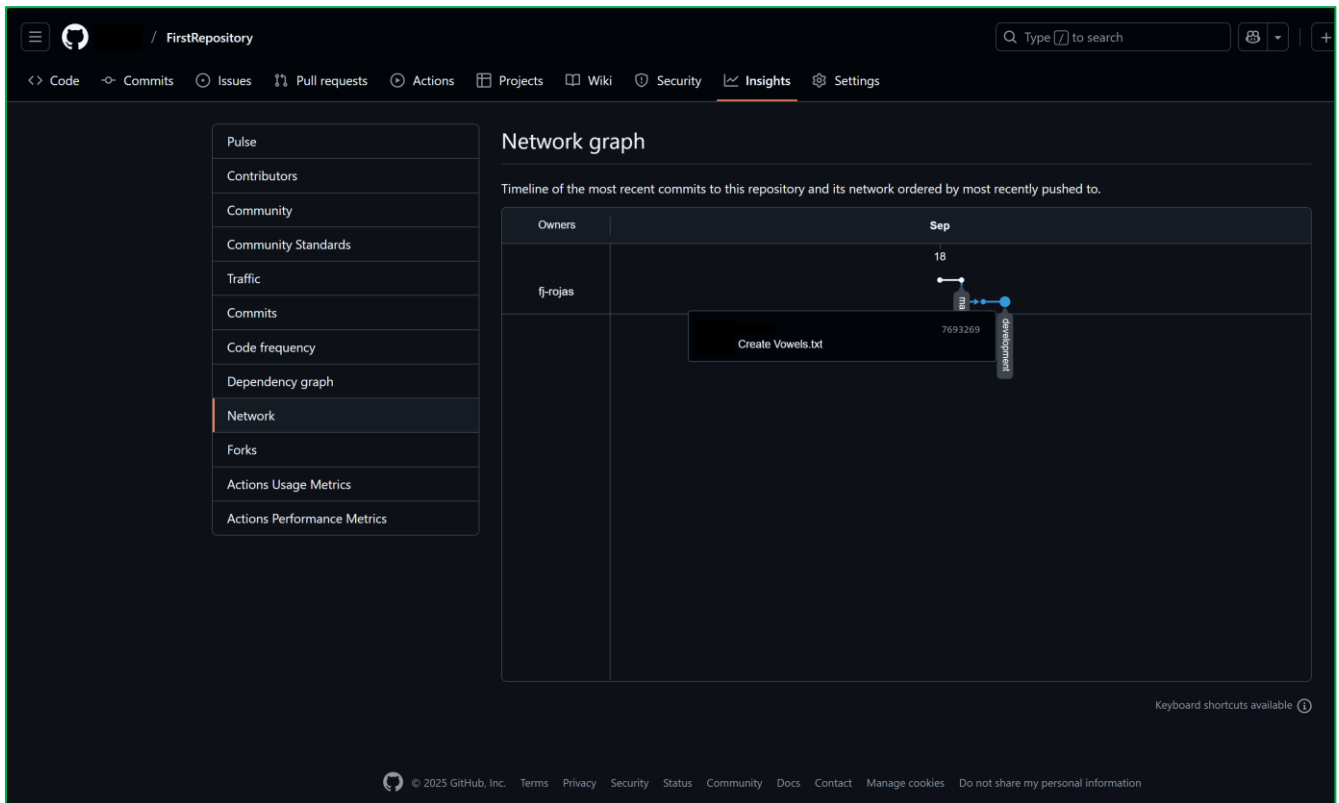 / FirstRepository
Type / to search
Code Commits Issues Pull requests Actions Projects Wiki Security Insights Settings
Pulse
Contributors
Community
Community Standards
Traffic
Commits
Code frequency
Dependency graph
Network
Forks
Actions Usage Metrics
Actions Performance Metrics
Network graph
Timeline of the most recent commits to this repository and its network ordered by most recently pushed to.
Owners Sep
18
fj-rojas
ma
development
7693269
Create Vowels.txt
Keyboard shortcuts available
© 2025 GitHub, Inc. Terms Privacy Security Status Community Docs Contact Manage cookies Do not share my personal information